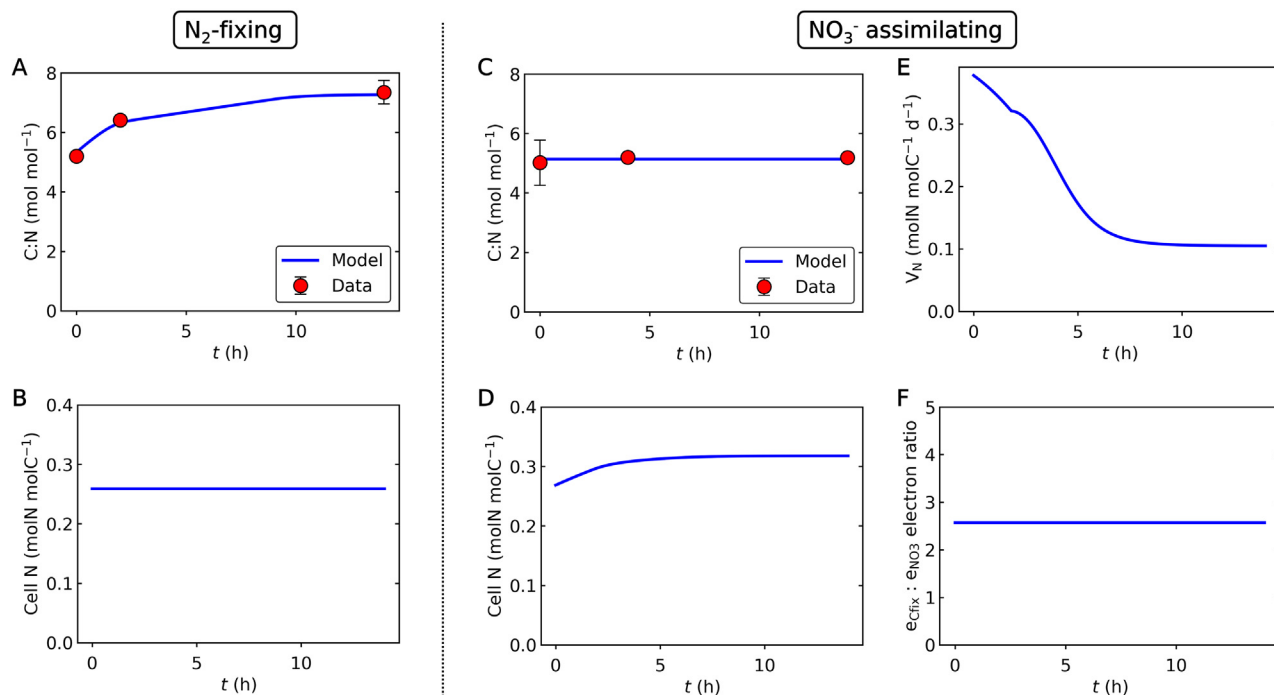 N₂-fixing
NO₃⁻ assimilating
A
C:N (mol mol⁻¹)
8
6
4
2
0
Model
Data
0 5 10
t (h)
B
Cell N (molN molC⁻¹)
0.4
0.3
0.2
0.1
0.0
0 5 10
t (h)
C
C:N (mol mol⁻¹)
8
6
4
2
0
Model
Data
0 5 10
t (h)
D
Cell N (molN molC⁻¹)
0.4
0.3
0.2
0.1
0.0
0 5 10
t (h)
E
V_N (molN molC⁻¹ d⁻¹)
0.3
0.2
0.1
0.0
0 5 10
t (h)
F
e_Cfix : e_NO3 electron ratio
5
4
3
2
1
0
0 5 10
t (h)